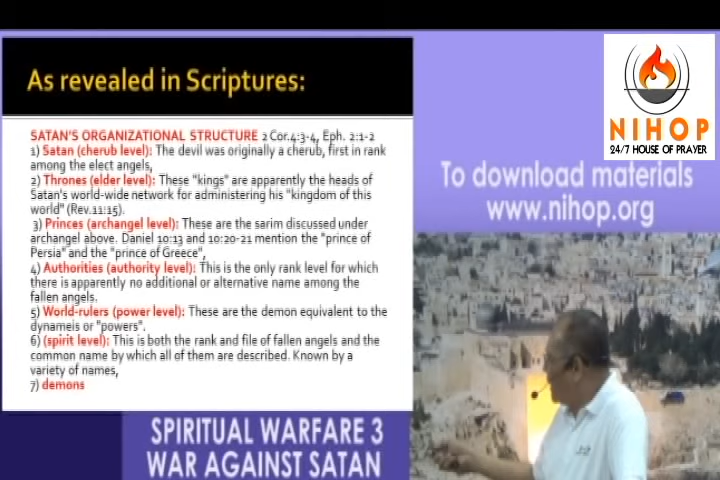 As revealed in Scriptures:
SATAN'S ORGANIZATIONAL STRUCTURE 2 Cor.4:3-4, Eph. 2:1-2
1) Satan (cherub level): The devil was originally a cherub, first in rank
among the elect angels,
2) Thrones (elder level): These "kings" are apparently the heads of
Satan's world-wide network for administering his "kingdom of this
world" (Rev.11:15).
3) Princes (archangel level): These are the sarim discussed under
archangel above. Daniel 10:13 and 10:20-21 mention the "prince of
Persia" and the "prince of Greece",
4) Authorities (authority level): This is the only rank level for which
there is apparently no additional or alternative name among the
fallen angels.
5) World-rulers (power level): These are the demon equivalent to the
dynameis or "powers".
6) (spirit level): This is both the rank and file of fallen angels and the
common name by which all of them are described. Known by a
variety of names,
7) demons
NIHOP
24/7 HOUSE OF PRAYER
To download materials
www.nihop.org
SPIRITUAL WARFARE 3
WAR AGAINST SATAN